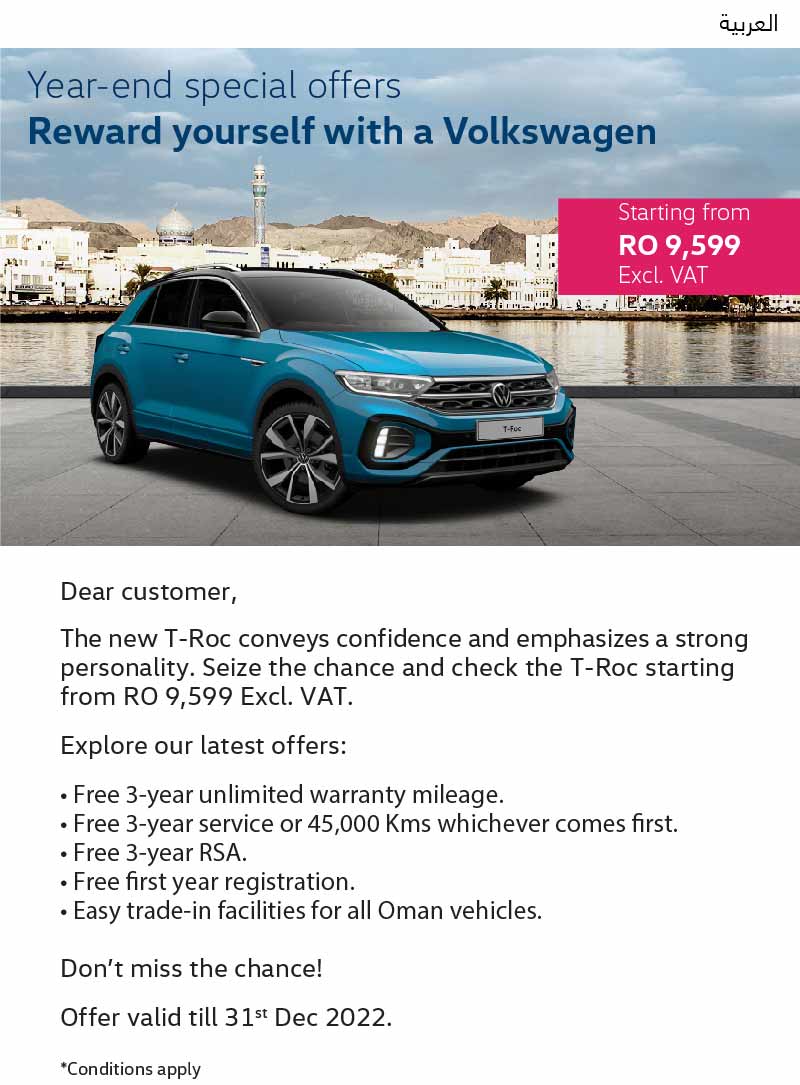 العربية
Year-end special offers
Reward yourself with a Volkswagen
Starting from
RO 9,599
Excl. VAT
T-Roc
Dear customer,
The new T-Roc conveys confidence and emphasizes a strong
personality. Seize the chance and check the T-Roc starting
from RO 9,599 Excl. VAT.
Explore our latest offers:
• Free 3-year unlimited warranty mileage.
• Free 3-year service or 45,000 Kms whichever comes first.
• Free 3-year RSA.
• Free first year registration.
• Easy trade-in facilities for all Oman vehicles.
Don’t miss the chance!
Offer valid till 31st Dec 2022.
*Conditions apply